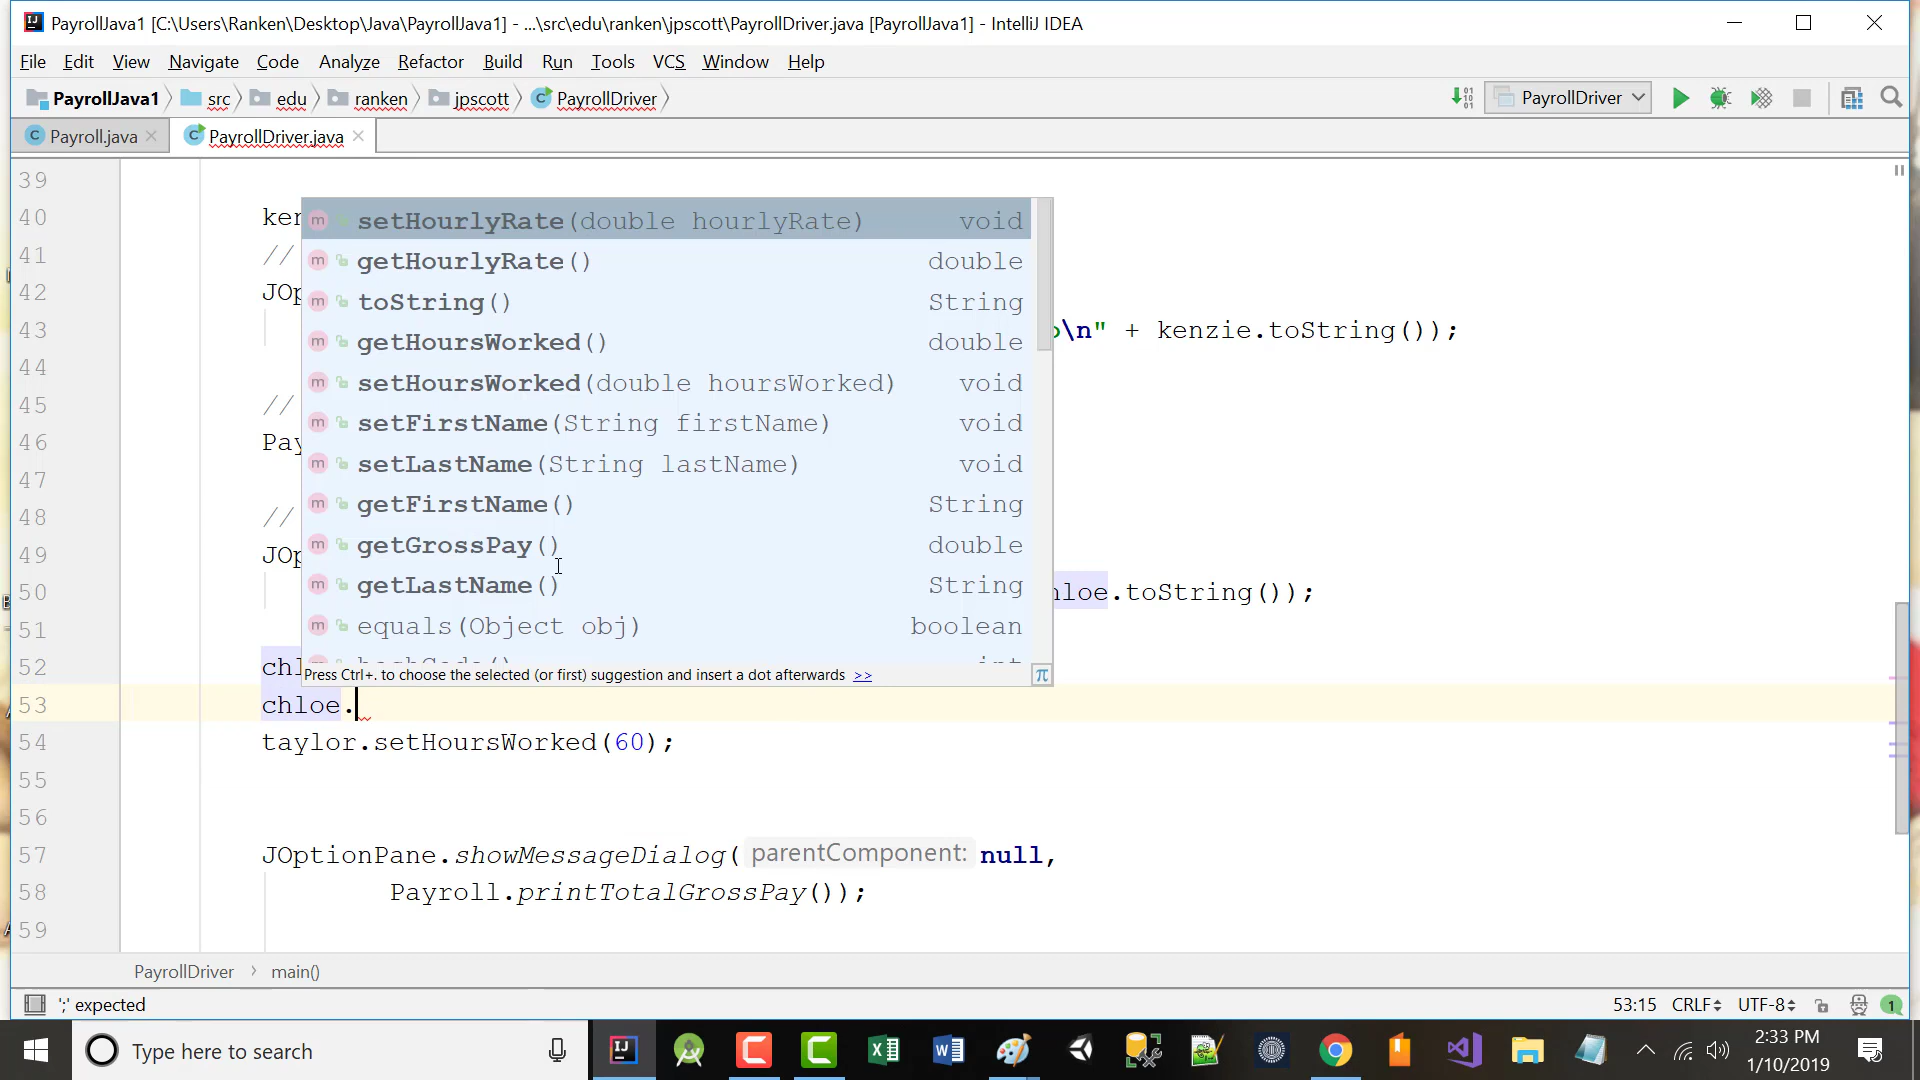 PayrollJava1 [C:\Users\Ranken\Desktop\Java\PayrollJava1] - ...\src\edu\ranken\jpscott\PayrollDriver.java [PayrollJava1] - IntelliJ IDEA
File Edit View Navigate Code Analyze Refactor Build Run Tools VCS Window Help
PayrollJava1 src edu ranken jpscott PayrollDriver PayrollDriver
Payroll.java PayrollDriver.java
39
40 ken
41 //
42 JOp
43 \n" + kenzie.toString());
44
45 //
46 Pay
47
48 //
49 JOp
50 hloe.toString());
51
52 chl
53 chloe.
54 taylor.setHoursWorked(60);
55
56
57 JOptionPane.showMessageDialog( parentComponent: null,
58 Payroll.printTotalGrossPay());
59
setHourlyRate(double hourlyRate) void
getHourlyRate() double
toString() String
getHoursWorked() double
setHoursWorked(double hoursWorked) void
setFirstName(String firstName) void
setLastName(String lastName) void
getFirstName() String
getGrossPay() double
getLastName() String
equals(Object obj) boolean
hashCode() int
Press Ctrl+. to choose the selected (or first) suggestion and insert a dot afterwards >> π
PayrollDriver › main()
';' expected 53:15 CRLF UTF-8 1
Type here to search 2:33 PM
1/10/2019